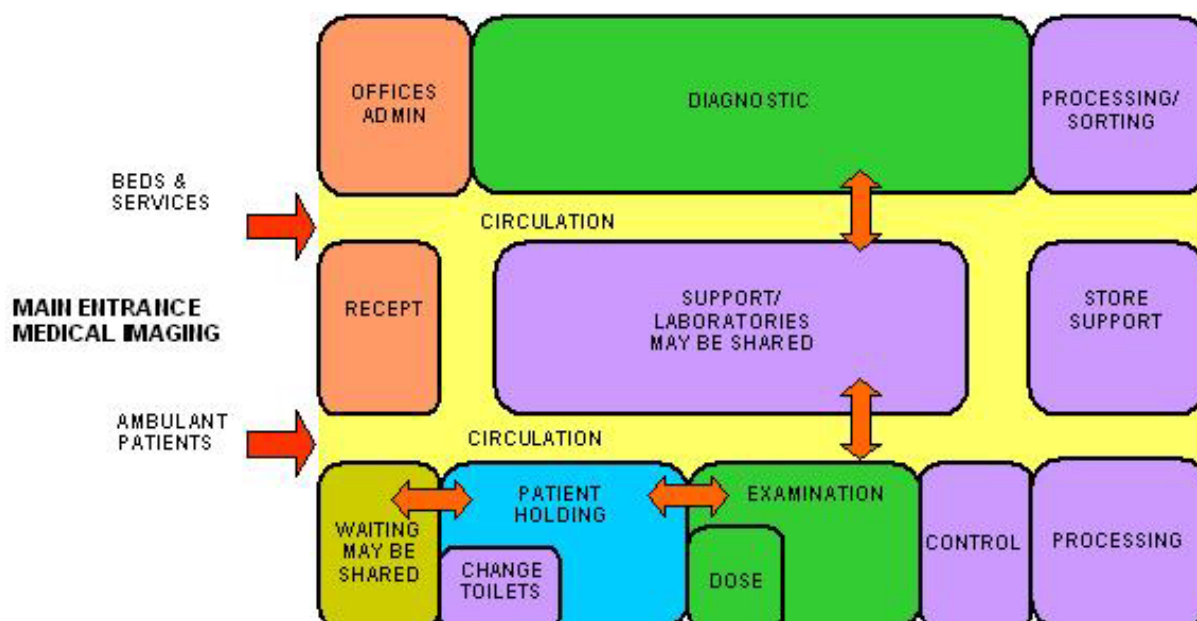 OFFICES
ADMIN
DIAGNOSTIC
PROCESSING/
SORTING
BEDS &
SERVICES
CIRCULATION
MAIN ENTRANCE
MEDICAL IMAGING
RECEPT
SUPPORT/
LABORATORIES
MAY BE SHARED
STORE
SUPPORT
AMBULANT
PATIENTS
CIRCULATION
WAITING
MAY BE
SHARED
PATIENT
HOLDING
CHANGE
TOILETS
EXAMINATION
DOSE
CONTROL
PROCESSING